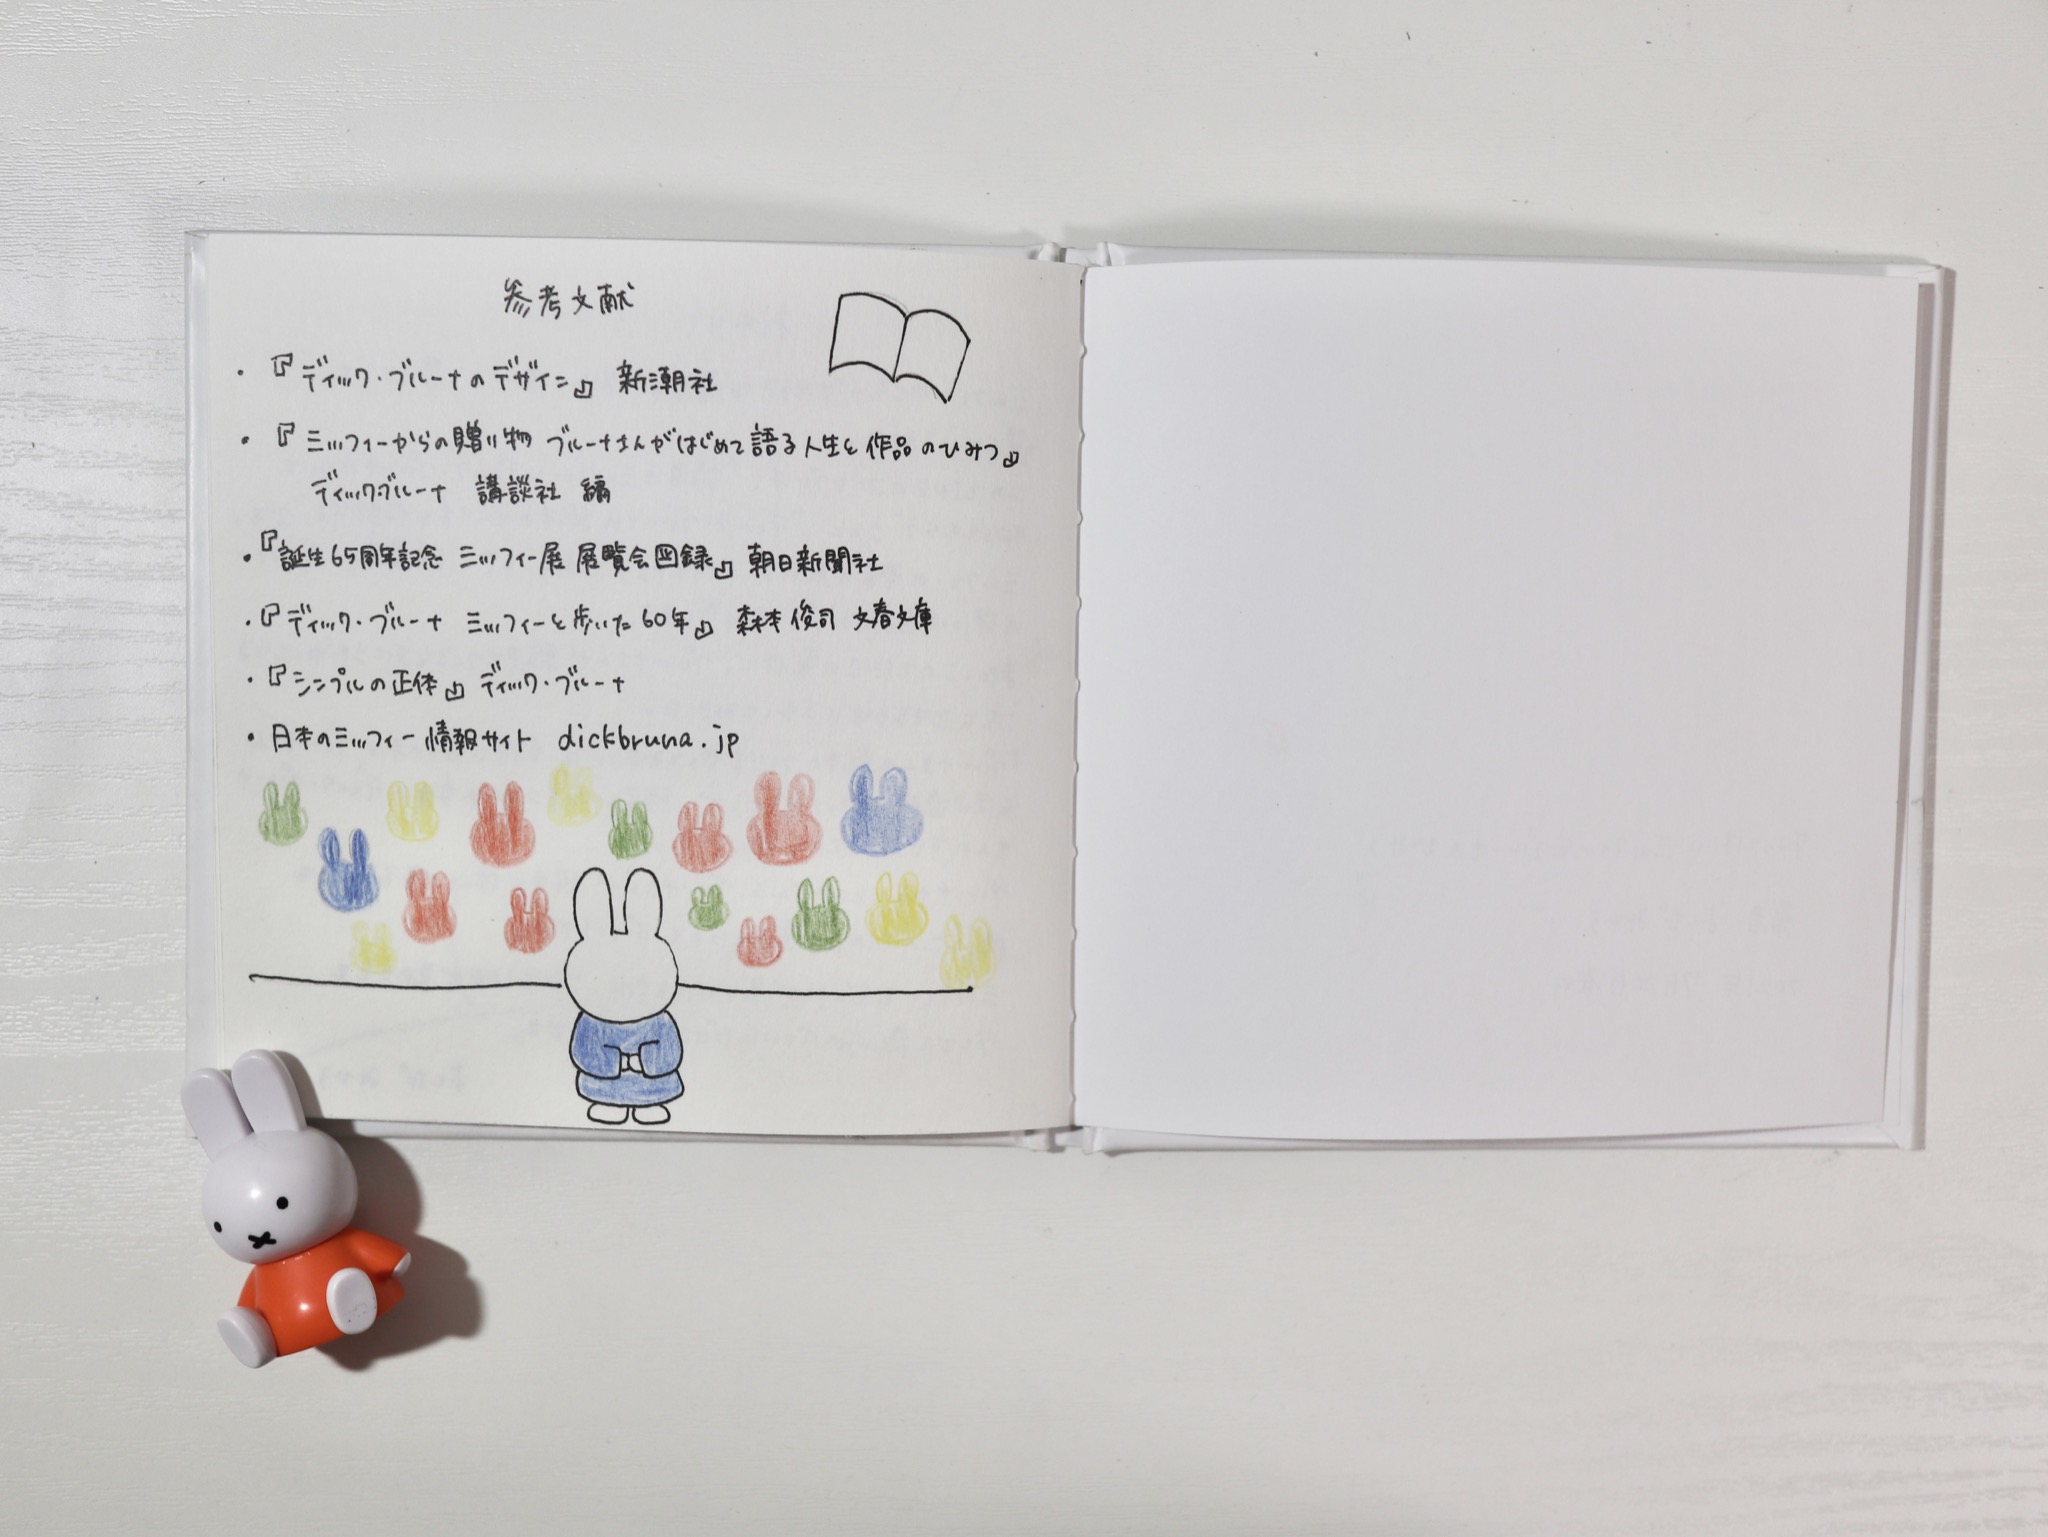 参考文献
・『ディック・ブルーナのデザイン』 新潮社
・『ミッフィーからの贈り物 ブルーナさんがはじめて語る人生と作品のひみつ』
ディックブルーナ 講談社 編
・『誕生65周年記念 ミッフィー展 展覧会図録』 朝日新聞社
・『ディック・ブルーナ ミッフィーと歩いた60年』 森本俊司 文春文庫
・『シンプルの正体』 ディック・ブルーナ
・日本のミッフィー情報サイト dickbruna.jp